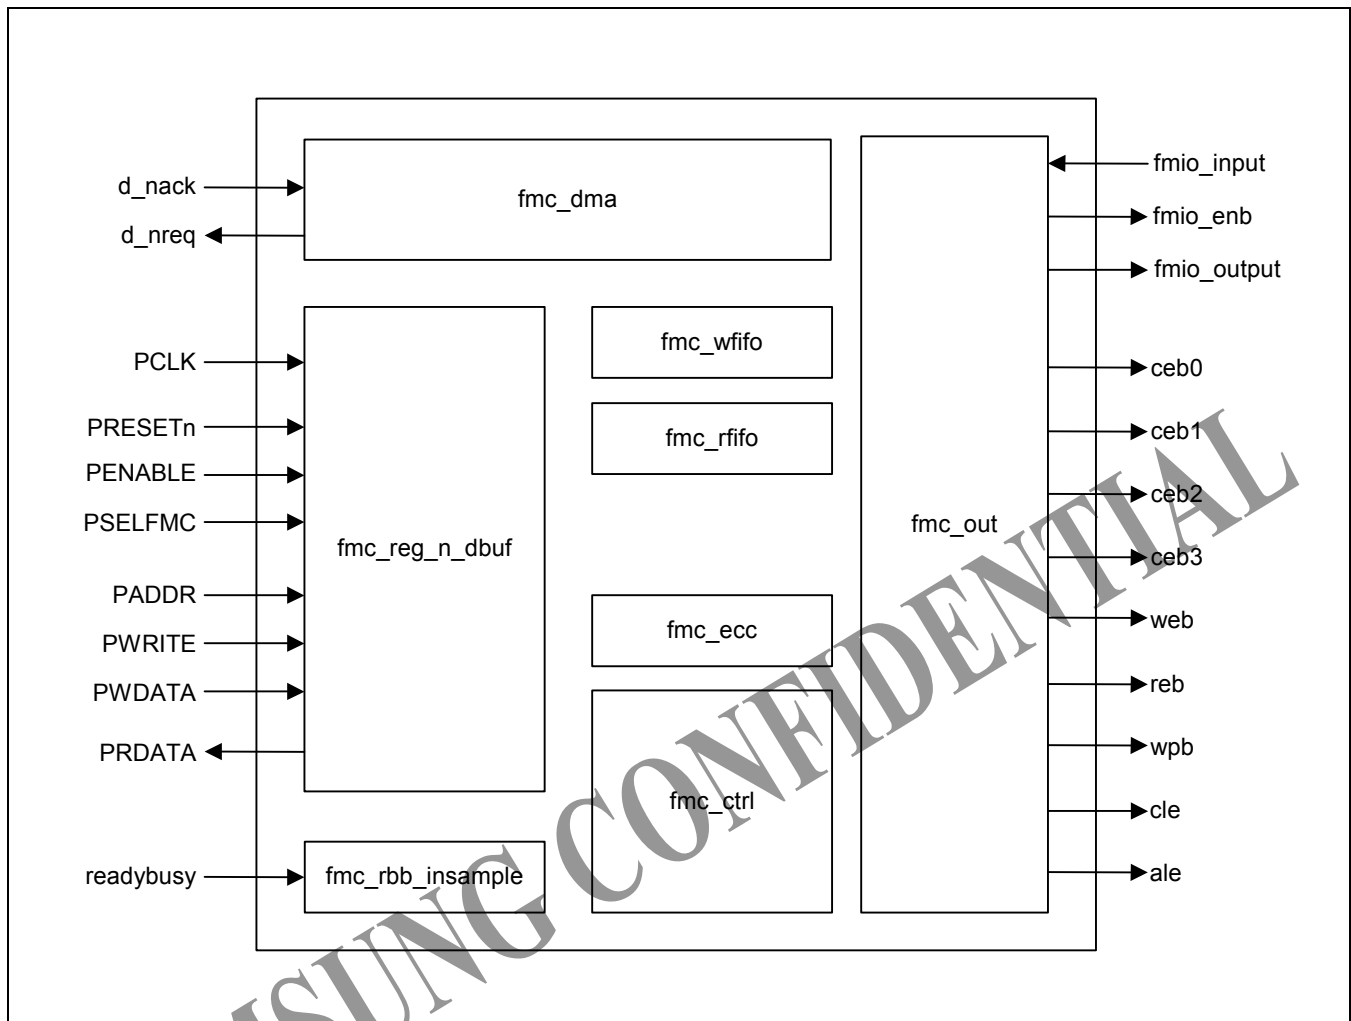 d_nack
d_nreq
fmc_dma
fmio_input
fmio_enb
fmio_output
PCLK
PRESETn
PENABLE
PSELFMC
PADDR
PWRITE
PWDATA
PRDATA
fmc_reg_n_dbuf
fmc_wfifo
fmc_rfifo
fmc_ecc
fmc_ctrl
fmc_out
ceb0
ceb1
ceb2
ceb3
web
reb
wpb
cle
ale
readybusy
fmc_rbb_insample
MSUNG CONFIDENTIAL